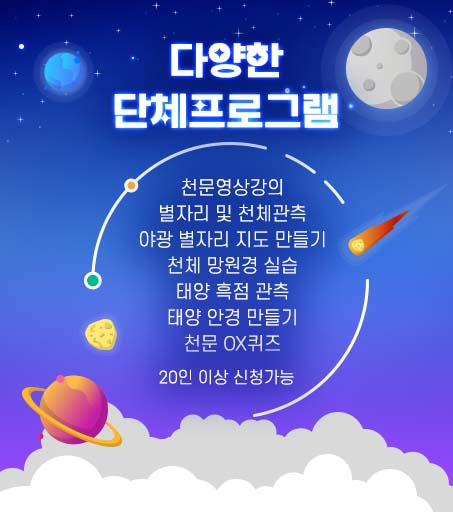 다양한
단체프로그램
천문영상강의
별자리 및 천체관측
야광 별자리 지도 만들기
천체 망원경 실습
태양 흑점 관측
태양 안경 만들기
천문 OX퀴즈
20인 이상 신청가능